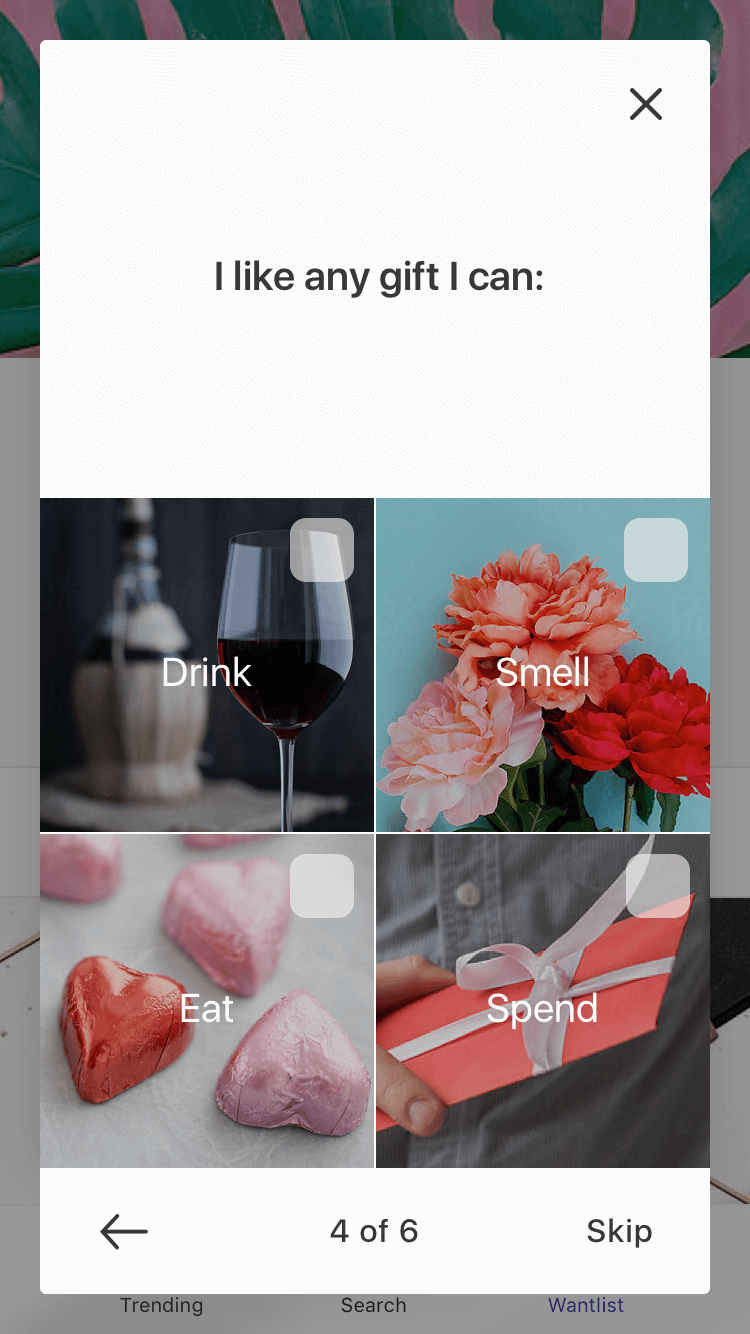 I like any gift I can:
Drink
Smell
Eat
Spend
4 of 6
Skip
Trending
Search
Wantlist